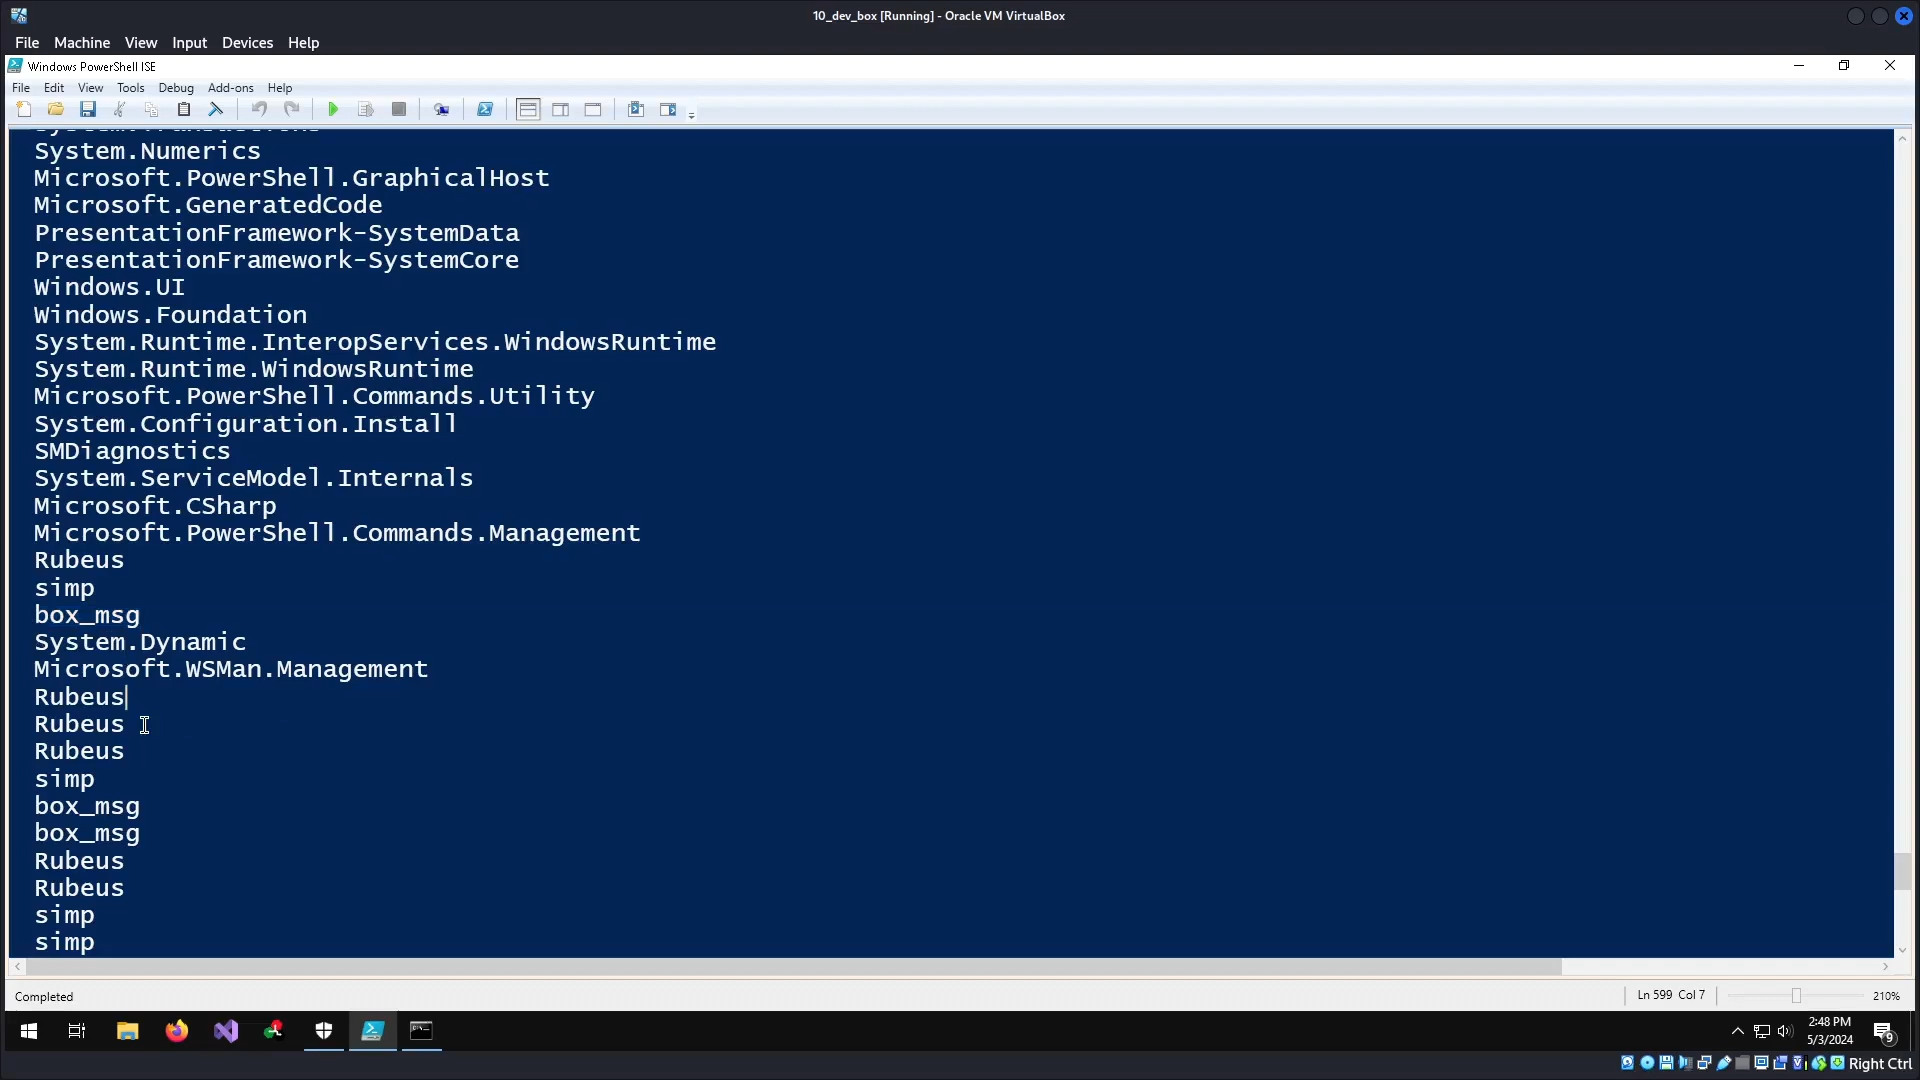 10_dev_box [Running] - Oracle VM VirtualBox
File Machine View Input Devices Help
Windows PowerShell ISE
File Edit View Tools Debug Add-ons Help
System.Transactions
System.Numerics
Microsoft.PowerShell.GraphicalHost
Microsoft.GeneratedCode
PresentationFramework-SystemData
PresentationFramework-SystemCore
Windows.UI
Windows.Foundation
System.Runtime.InteropServices.WindowsRuntime
System.Runtime.WindowsRuntime
Microsoft.PowerShell.Commands.Utility
System.Configuration.Install
SMDiagnostics
System.ServiceModel.Internals
Microsoft.CSharp
Microsoft.PowerShell.Commands.Management
Rubeus
simp
box_msg
System.Dynamic
Microsoft.WSMan.Management
Rubeus
Rubeus
Rubeus
simp
box_msg
box_msg
Rubeus
Rubeus
simp
simp
Completed
Ln 599 Col 7
210%
2:48 PM
5/3/2024
9
Right Ctrl